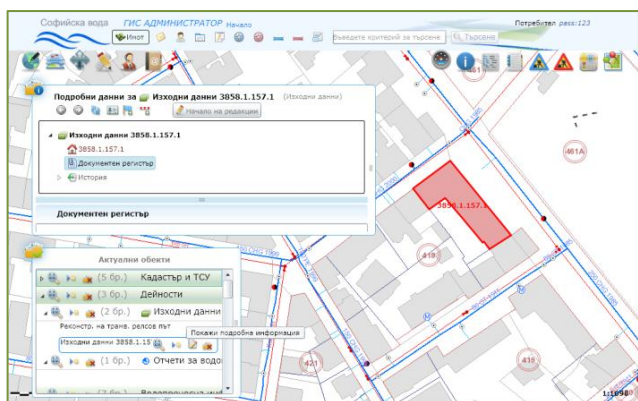 Софийска вода
ГИС АДМИНИСТРАТОР Начало
Потребител pass:123
Имот
Въведете критерий за търсене
Търсене
461
Подробни данни за Изходни данни 3858.1.157.1 (Изходни данни)
Начало на редакции
Изходни данни 3858.1.157.1
3858.1.157.1
Документен регистър
История
Документен регистър
461A
3858.1.157.1
418
Актуални обекти
(5 бр.) Кадастър и ТСУ
(3 бр.) Дейности
(2 бр.) Изходни данни
Реконстр. на трамв. релсов път
Изходни данни 3858.1.15
Покажи подробна информация
(1 бр.) Отчети за водо
421
418
1:1098